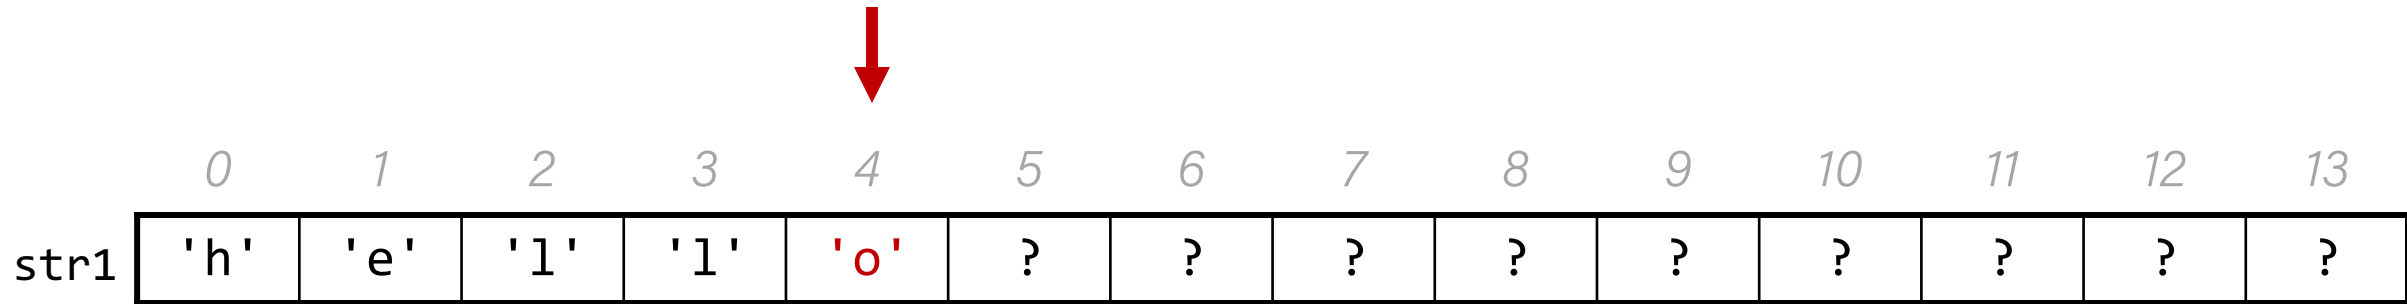 0 1 2 3 4 5 6 7 8 9 10 11 12 13
str1 'h' 'e' 'l' 'l' 'o' ? ? ? ? ? ? ? ? ?